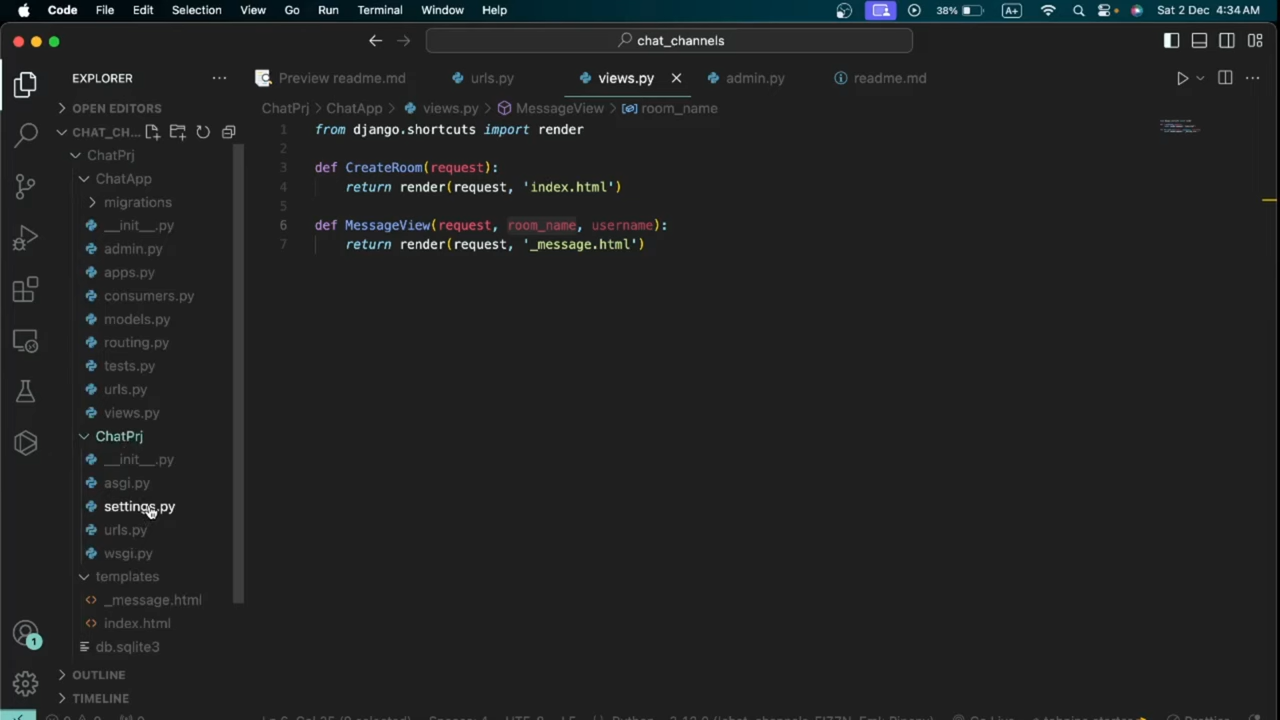 Code File Edit Selection View Go Run Terminal Window Help 38% A+ Sat 2 Dec 4:34 AM
chat_channels
EXPLORER
Preview readme.md urls.py views.py admin.py readme.md
OPEN EDITORS
ChatPrj > ChatApp > views.py > MessageView > room_name
CHAT_CH...
ChatPrj
ChatApp
migrations
__init__.py
admin.py
apps.py
consumers.py
models.py
routing.py
tests.py
urls.py
views.py
ChatPrj
__init__.py
asgi.py
settings.py
urls.py
wsgi.py
templates
_message.html
index.html
db.sqlite3
OUTLINE
TIMELINE
1
1 from django.shortcuts import render
2
3 def CreateRoom(request):
4 return render(request, 'index.html')
5
6 def MessageView(request, room_name, username):
7 return render(request, '_message.html')